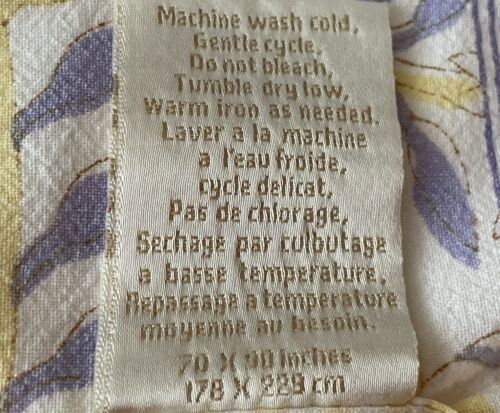 Machine wash cold,
Gentle cycle,
Do not bleach,
Tumble dry low,
warm iron as needed.
Laver a la machine
a l'eau froide,
cycle delicat,
Pas de chlorage,
Sechage par culbutage
a basse temperature,
Repassage a temperature
moyenne au besoin.
70 X 90 inches
178 X 229 cm